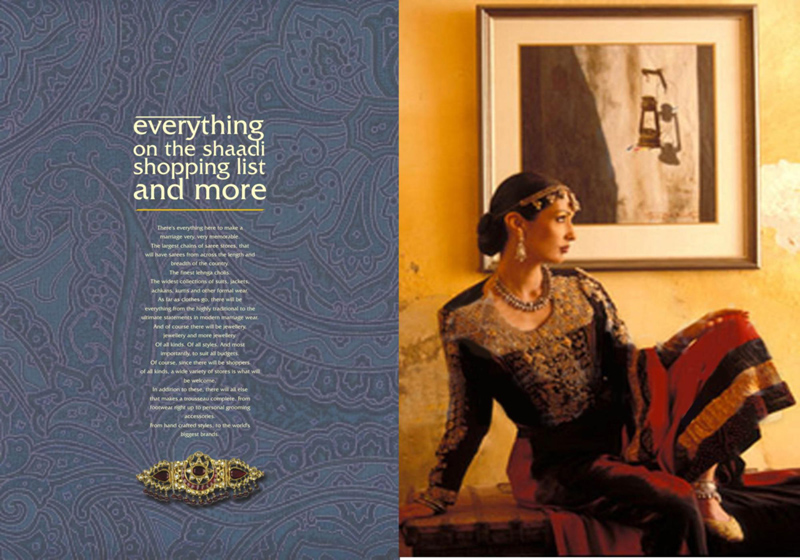 everything
on the shaadi
shopping list
and more
There's everything here to make a
marriage very, very memorable.
The largest chains of saree stores, that
will have sarees from across the length and
breadth of the country.
The finest lehnga cholis.
The widest collections of suits, jackets,
achkans, kurtis and other formal wear.
As far as clothes go, there will be
everything from the highly traditional to the
ultimate statements in modern marriage wear.
And of course there will be jewellery,
jewellery and more jewellery.
Of all kinds. Of all styles. And most
importantly, to suit all budgets.
Of course, since there will be shoppers
of all kinds, a wide variety of stores is what will
be welcome.
In addition to these, there will all else
that makes a trousseau complete, from
footwear right up to personal grooming
accessories.
from hand crafted styles, to the world's
biggest brands.